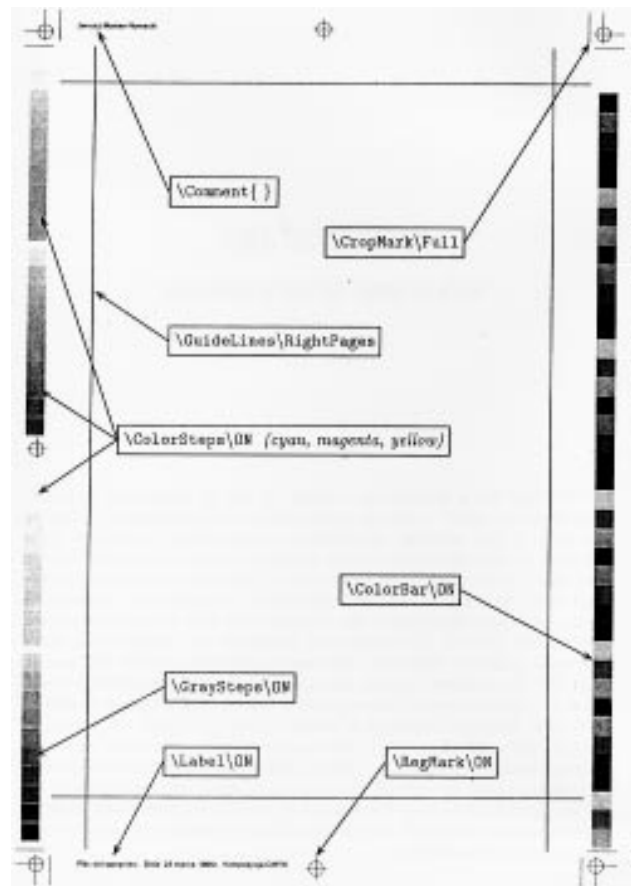 \Comment{ }
\CropMark\Full
\GuideLines\RightPages
\ColorSteps\ON (cyan, magenta, yellow)
\ColorBar\ON
\GraySteps\ON
\Label\ON
\RegMark\ON